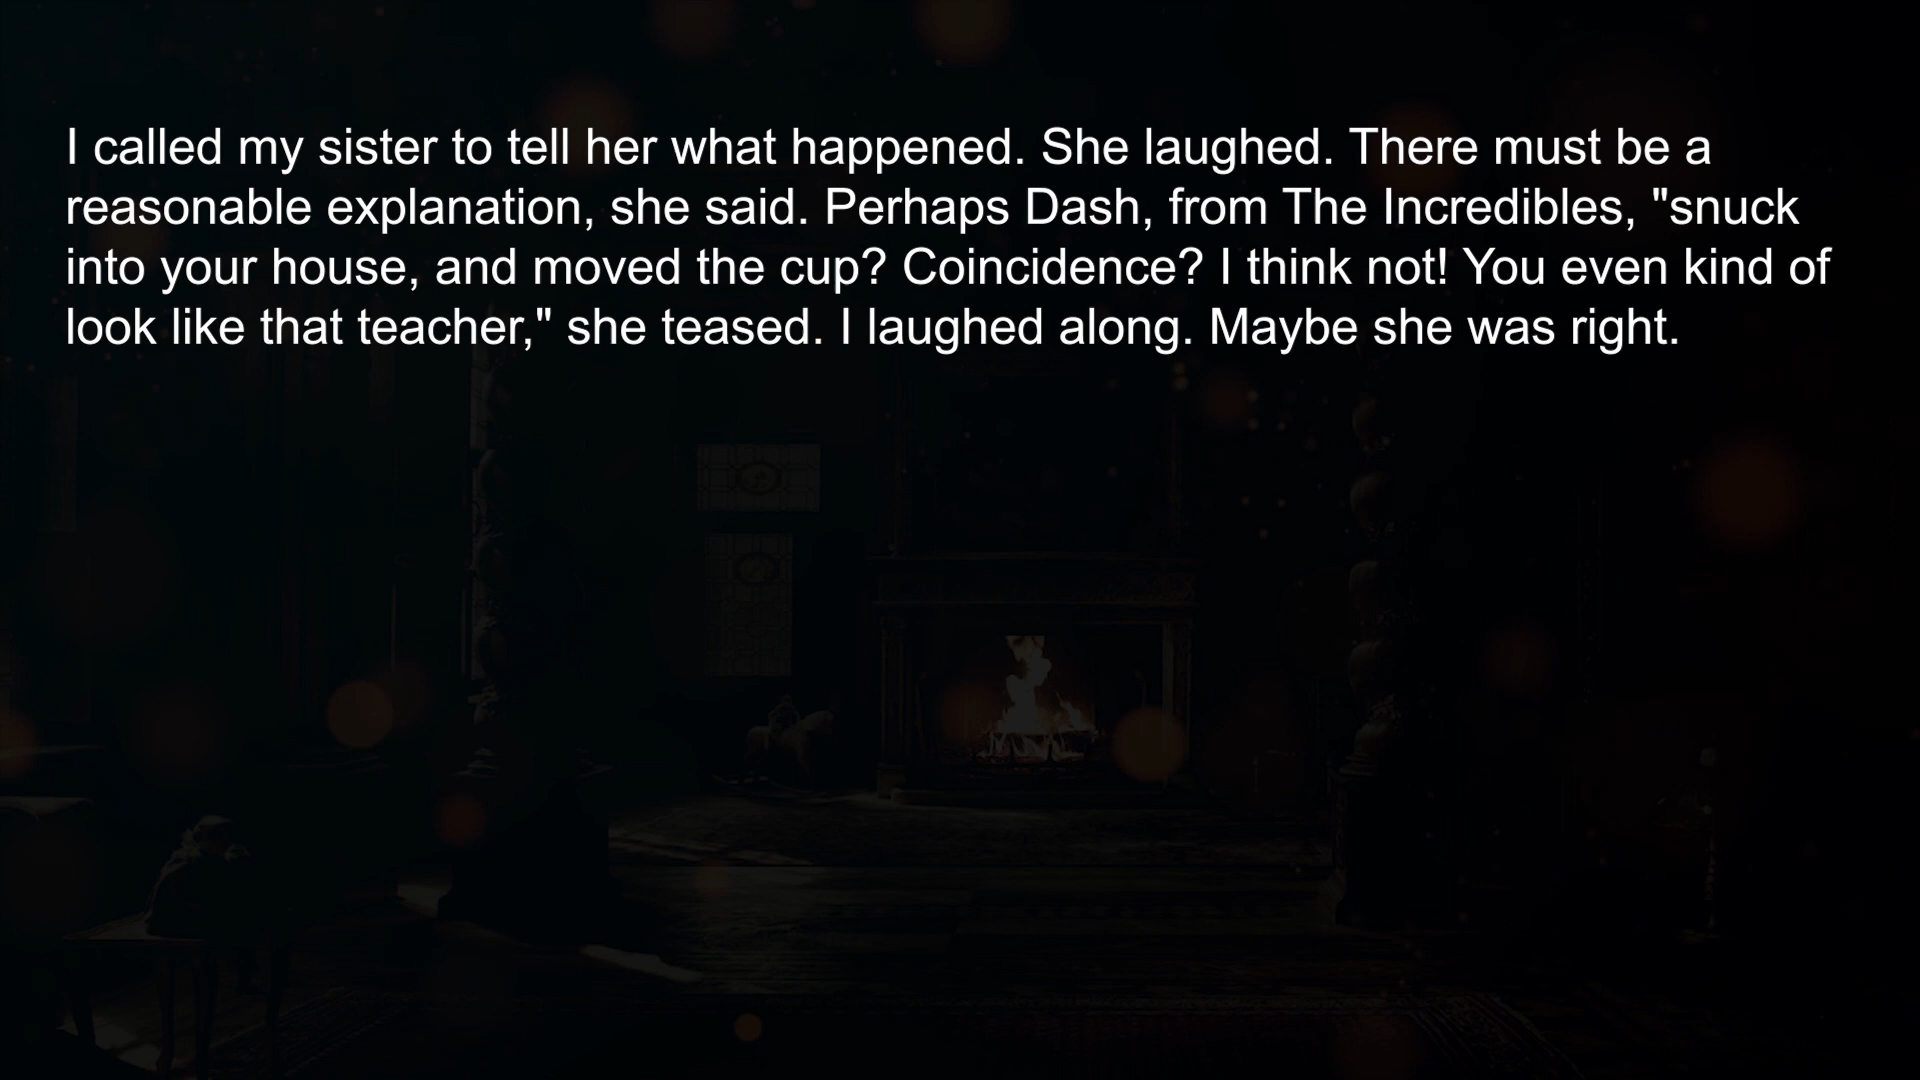 I called my sister to tell her what happened. She laughed. There must be a
reasonable explanation, she said. Perhaps Dash, from The Incredibles, "snuck
into your house, and moved the cup? Coincidence? I think not! You even kind of
look like that teacher," she teased. I laughed along. Maybe she was right.